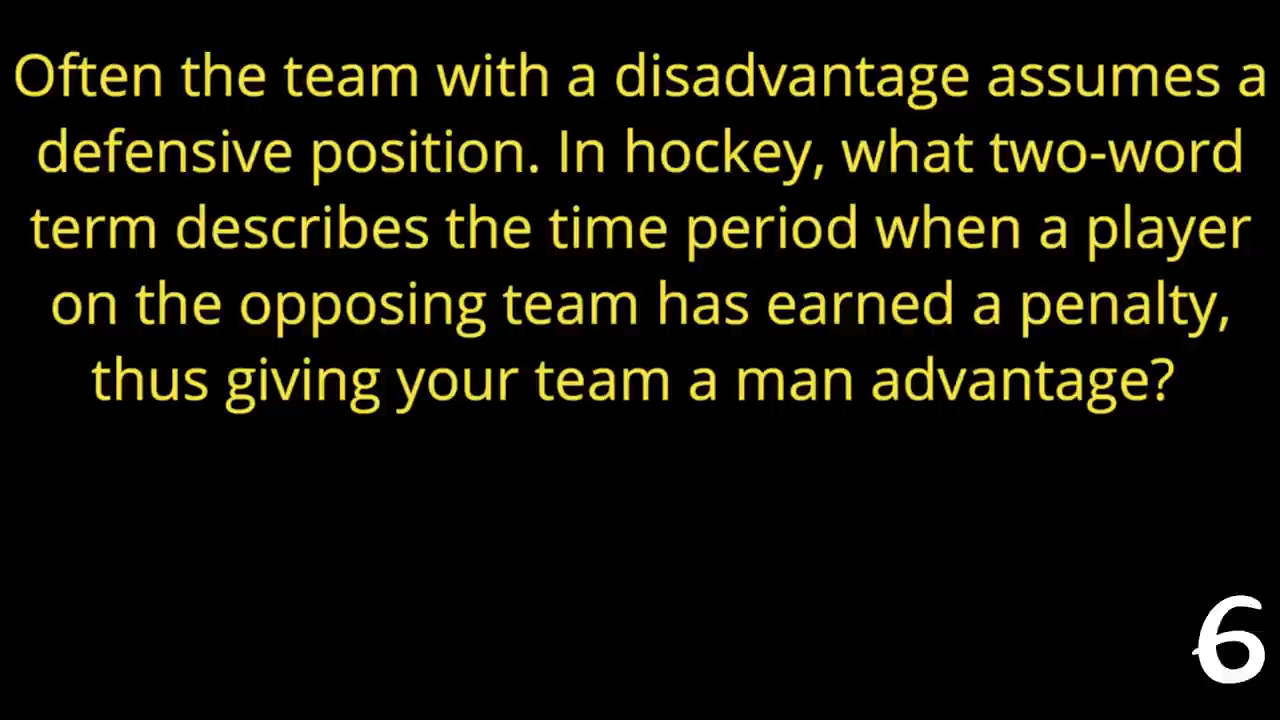 Often the team with a disadvantage assumes a
defensive position. In hockey, what two-word
term describes the time period when a player
on the opposing team has earned a penalty,
thus giving your team a man advantage?
6